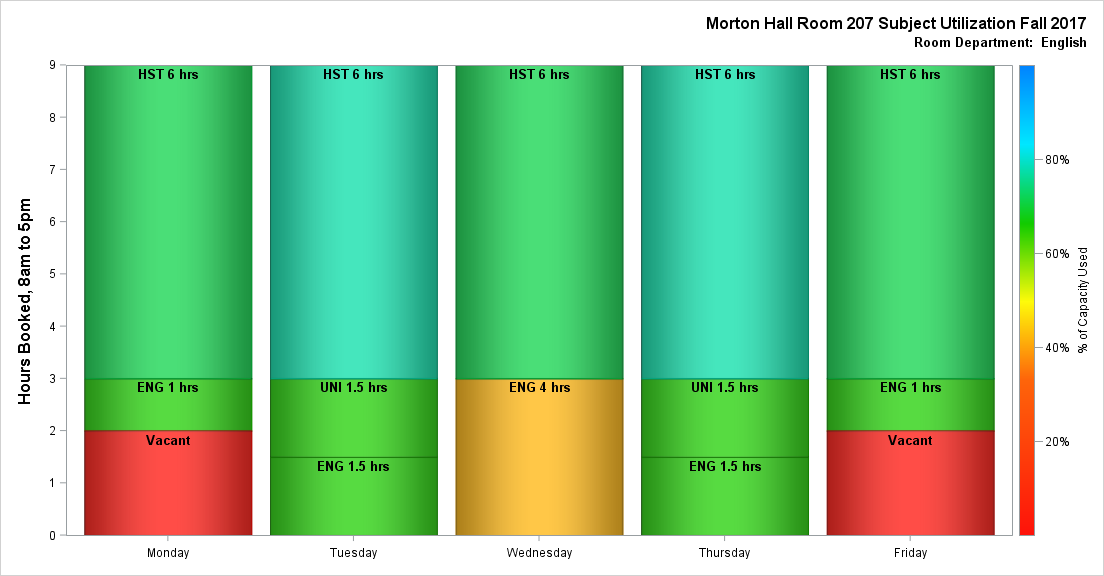 Morton Hall Room 207 Subject Utilization Fall 2017
Room Department: English
Hours Booked, 8am to 5pm
9
8
7
6
5
4
3
2
1
0
HST 6 hrs
ENG 1 hrs
Vacant
Monday
HST 6 hrs
UNI 1.5 hrs
ENG 1.5 hrs
Tuesday
HST 6 hrs
ENG 4 hrs
Wednesday
HST 6 hrs
UNI 1.5 hrs
ENG 1.5 hrs
Thursday
HST 6 hrs
ENG 1 hrs
Vacant
Friday
80%
60%
40%
20%
% of Capacity Used